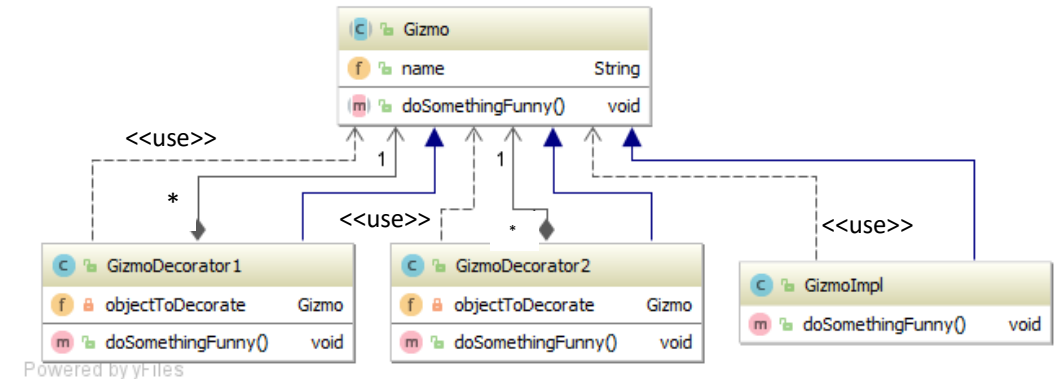 C Gizmo
f name String
m doSomethingFunny() void
<<use>>
1
1
*
<<use>>
*
<<use>>
C GizmoDecorator1
f objectToDecorate Gizmo
m doSomethingFunny() void
C GizmoDecorator2
f objectToDecorate Gizmo
m doSomethingFunny() void
C GizmoImpl
m doSomethingFunny() void
Powered by yFiles